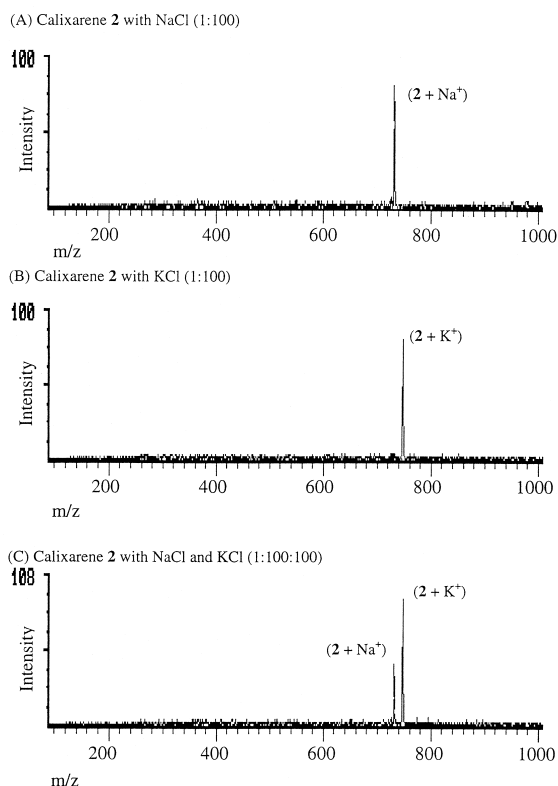 (A) Calixarene 2 with NaCl (1:100)
100
Intensity
(2 + Na⁺)
200 400 600 800 1000
m/z
(B) Calixarene 2 with KCl (1:100)
100
Intensity
(2 + K⁺)
200 400 600 800 1000
m/z
(C) Calixarene 2 with NaCl and KCl (1:100:100)
108
Intensity
(2 + K⁺)
(2 + Na⁺)
200 400 600 800 1000
m/z